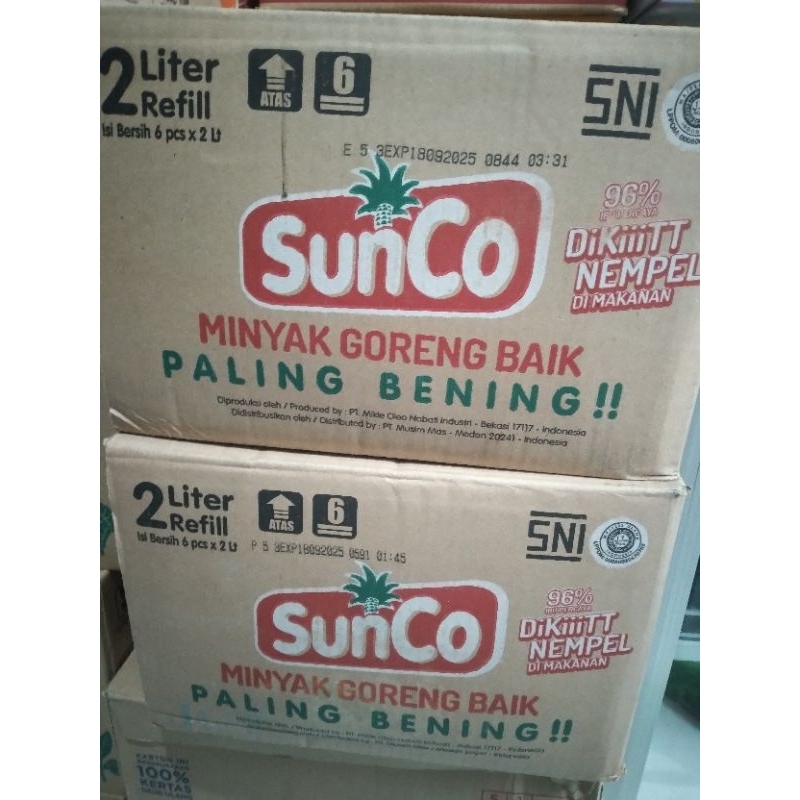 2 Liter
Refill
Isi Bersih 6 pcs x 2 Lt
ATAS
6
SNI
E 5 3EXP18092025 0844 03:31
SunCo
96%
DiKiiiTT
NEMPEL
DI MAKANAN
MINYAK GORENG BAIK
PALING BENING!!
Diproduksi oleh / Produced by : PT. Mikie Oleo Nabati Industri - Bekasi 17117 - Indonesia
Didistribusikan oleh / Distributed by : PT. Musim Mas - Medan 20241 - Indonesia
2 Liter
Refill
Isi Bersih 6 pcs x 2 Lt
ATAS
6
SNI
P 5 3EXP18092025 0591 01:45
SunCo
96%
DiKiiiTT
NEMPEL
DI MAKANAN
MINYAK GORENG BAIK
PALING BENING!!
KARTON INI
100%
KERTAS